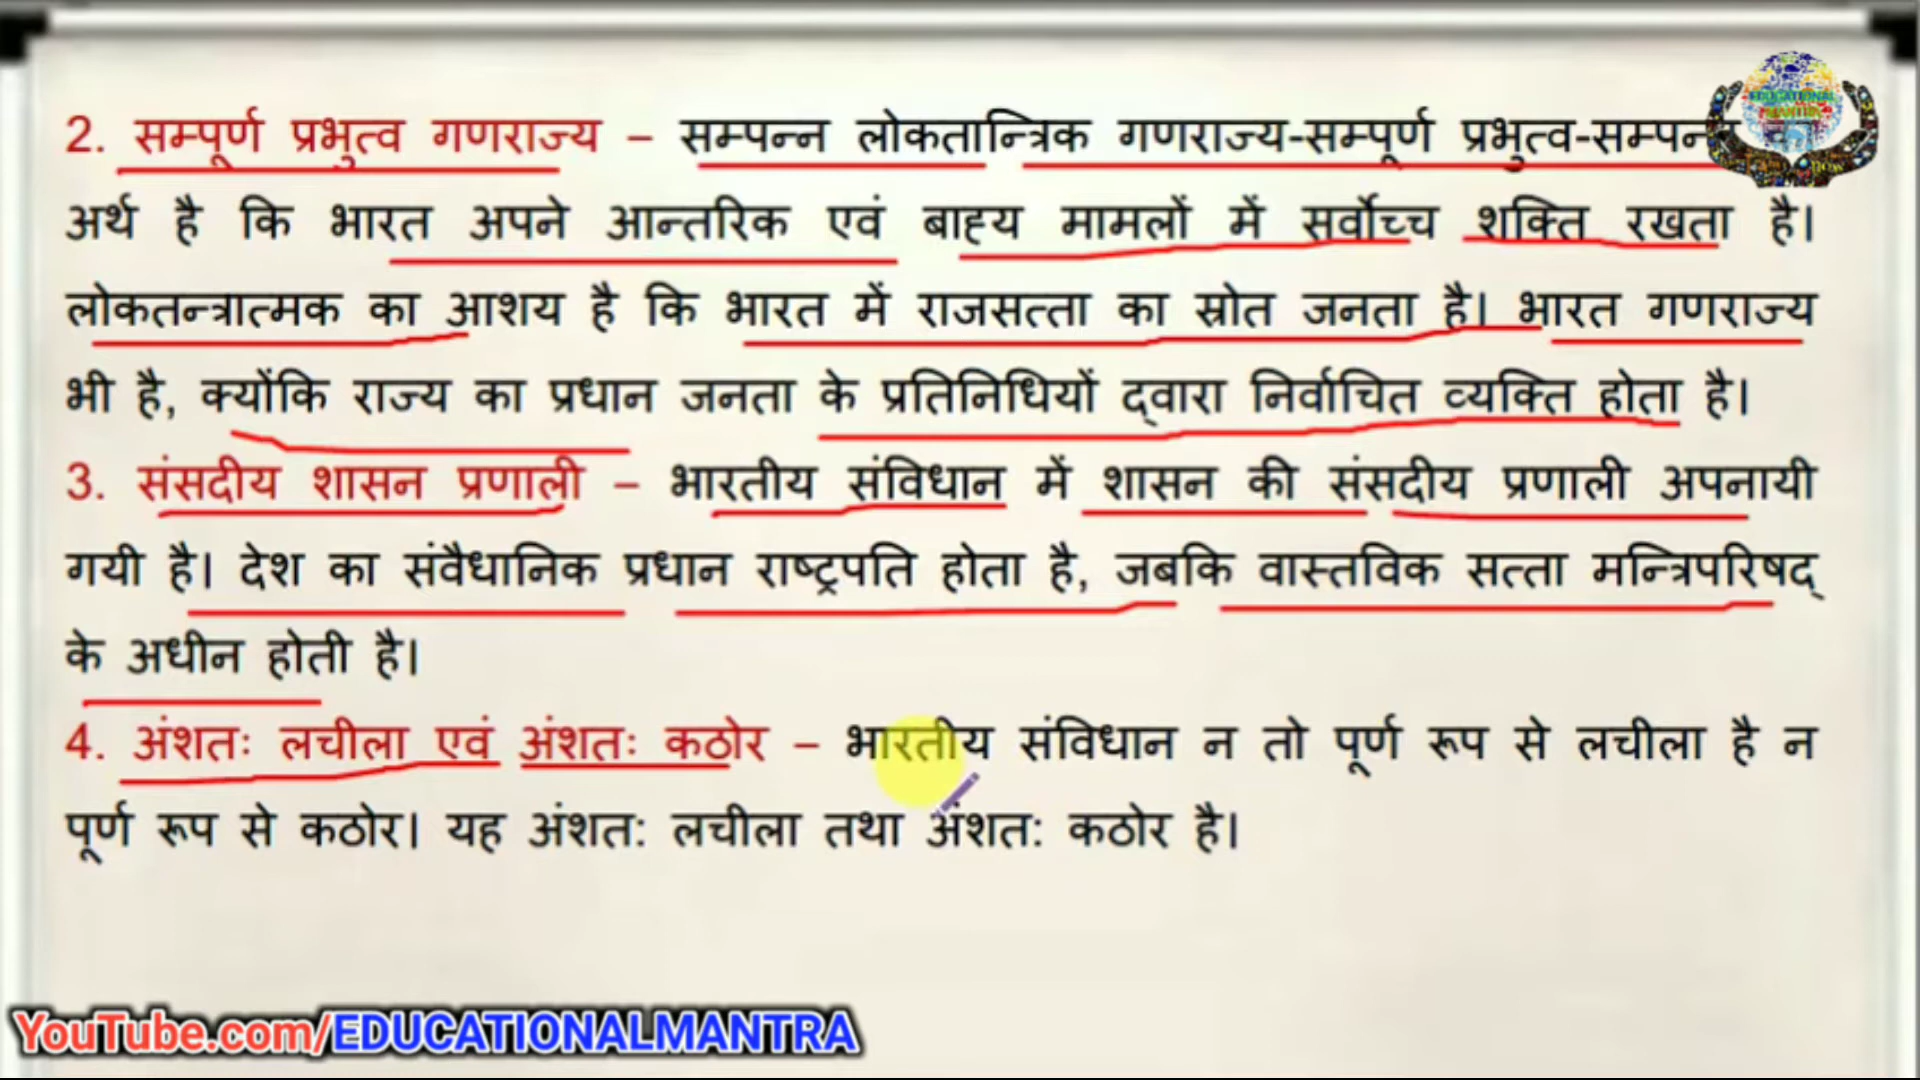 2. सम्पूर्ण प्रभुत्व गणराज्य – सम्पन्न लोकतान्त्रिक गणराज्य-सम्पूर्ण प्रभुत्व-सम्पन्न
अर्थ है कि भारत अपने आन्तरिक एवं बाह्य मामलों में सर्वोच्च शक्ति रखता है।
लोकतन्त्रात्मक का आशय है कि भारत में राजसत्ता का स्रोत जनता है। भारत गणराज्य
भी है, क्योंकि राज्य का प्रधान जनता के प्रतिनिधियों द्वारा निर्वाचित व्यक्ति होता है।
3. संसदीय शासन प्रणाली – भारतीय संविधान में शासन की संसदीय प्रणाली अपनायी
गयी है। देश का संवैधानिक प्रधान राष्ट्रपति होता है, जबकि वास्तविक सत्ता मन्त्रिपरिषद्
के अधीन होती है।
4. अंशतः लचीला एवं अंशतः कठोर – भारतीय संविधान न तो पूर्ण रूप से लचीला है न
पूर्ण रूप से कठोर। यह अंशत: लचीला तथा अंशत: कठोर है।
EDUCATIONAL
MANTRA
YouTube.com/EDUCATIONALMANTRA